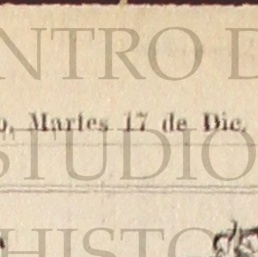 NTRO D
o, Martes 17 de Dic.
STUDIO
HISTO